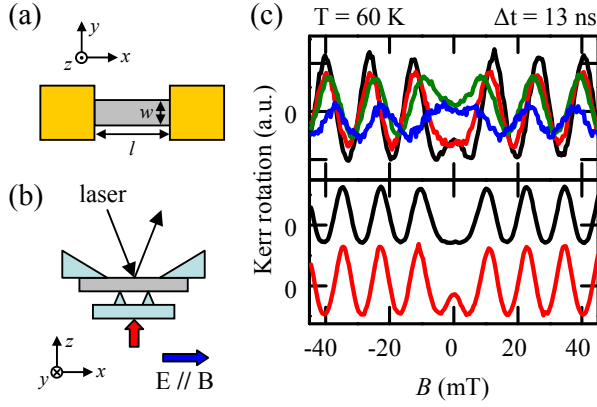 (a)
y
z
x
w
l
(b)
laser
z
y
x
E // B
(c)
T = 60 K
Δt = 13 ns
Kerr rotation (a.u.)
0
0
0
-40
-20
0
20
40
B (mT)